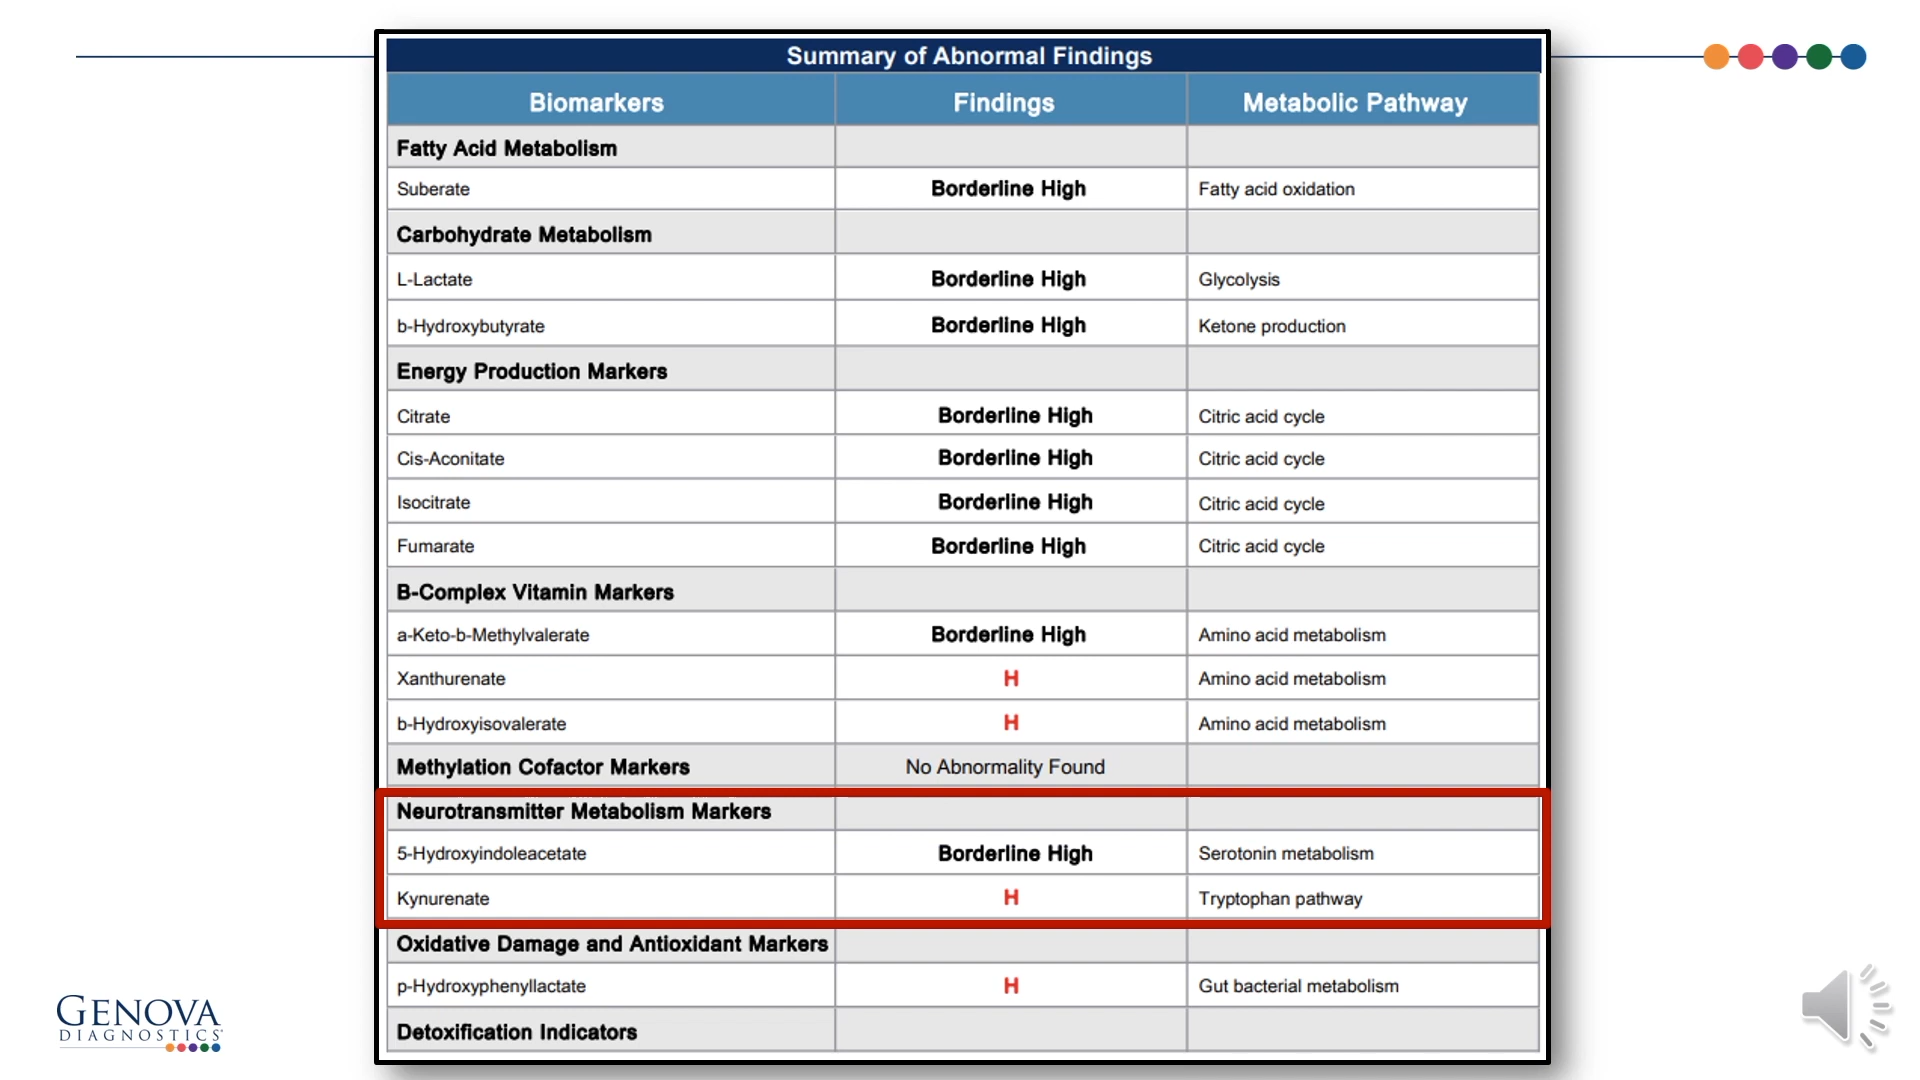 Summary of Abnormal Findings
Biomarkers Findings Metabolic Pathway
Fatty Acid Metabolism
Suberate Borderline High Fatty acid oxidation
Carbohydrate Metabolism
L-Lactate Borderline High Glycolysis
b-Hydroxybutyrate Borderline High Ketone production
Energy Production Markers
Citrate Borderline High Citric acid cycle
Cis-Aconitate Borderline High Citric acid cycle
Isocitrate Borderline High Citric acid cycle
Fumarate Borderline High Citric acid cycle
B-Complex Vitamin Markers
a-Keto-b-Methylvalerate Borderline High Amino acid metabolism
Xanthurenate H Amino acid metabolism
b-Hydroxyisovalerate H Amino acid metabolism
Methylation Cofactor Markers No Abnormality Found
Neurotransmitter Metabolism Markers
5-Hydroxyindoleacetate Borderline High Serotonin metabolism
Kynurenate H Tryptophan pathway
Oxidative Damage and Antioxidant Markers
p-Hydroxyphenyllactate H Gut bacterial metabolism
Detoxification Indicators
GENOVA
DIAGNOSTICS